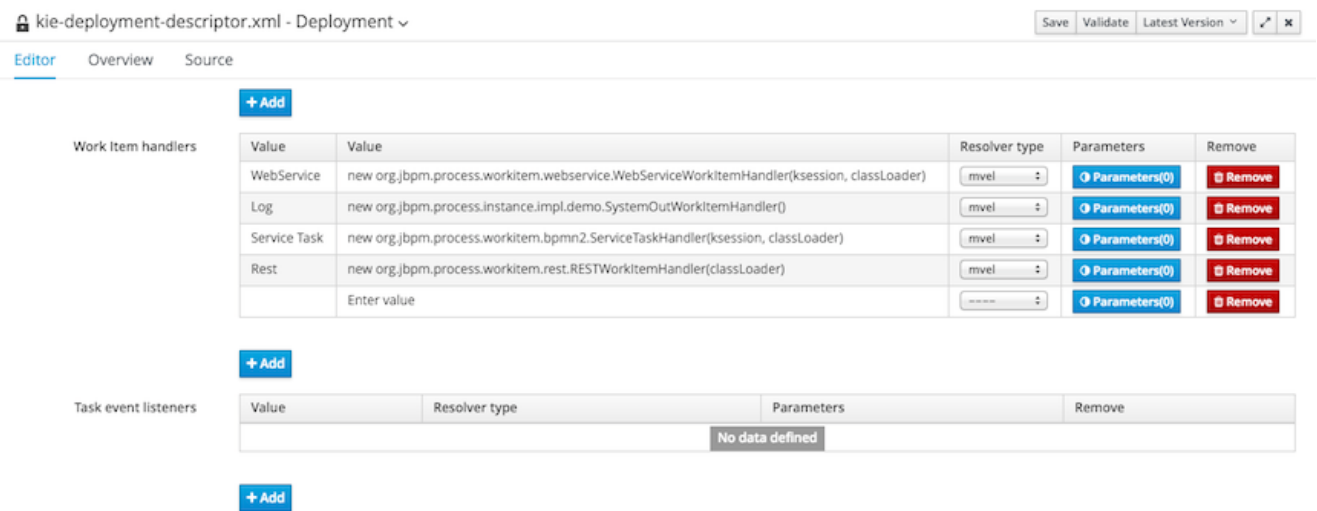 kie-deployment-descriptor.xml - Deployment
Save Validate Latest Version
Editor Overview Source
+ Add
Work Item handlers Value Value Resolver type Parameters Remove
WebService new org.jbpm.process.workitem.webservice.WebServiceWorkItemHandler(ksession, classLoader) mvel Parameters(0) Remove
Log new org.jbpm.process.instance.impl.demo.SystemOutWorkItemHandler() mvel Parameters(0) Remove
Service Task new org.jbpm.process.workitem.bpmn2.ServiceTaskHandler(ksession, classLoader) mvel Parameters(0) Remove
Rest new org.jbpm.process.workitem.rest.RESTWorkItemHandler(classLoader) mvel Parameters(0) Remove
Enter value ---- Parameters(0) Remove
+ Add
Task event listeners Value Resolver type Parameters Remove
No data defined
+ Add